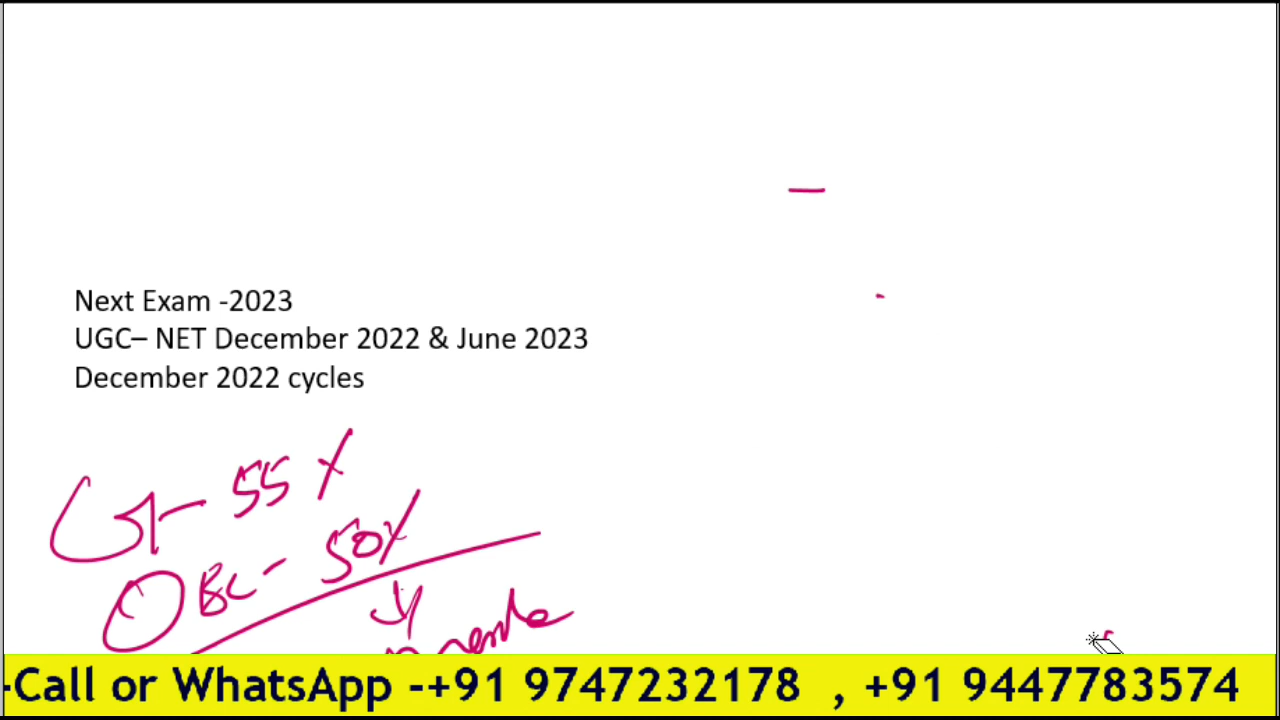 Next Exam -2023
UGC– NET December 2022 & June 2023
December 2022 cycles
G - 55 %
OBC - 50%
-Call or WhatsApp -+91 9747232178 , +91 9447783574